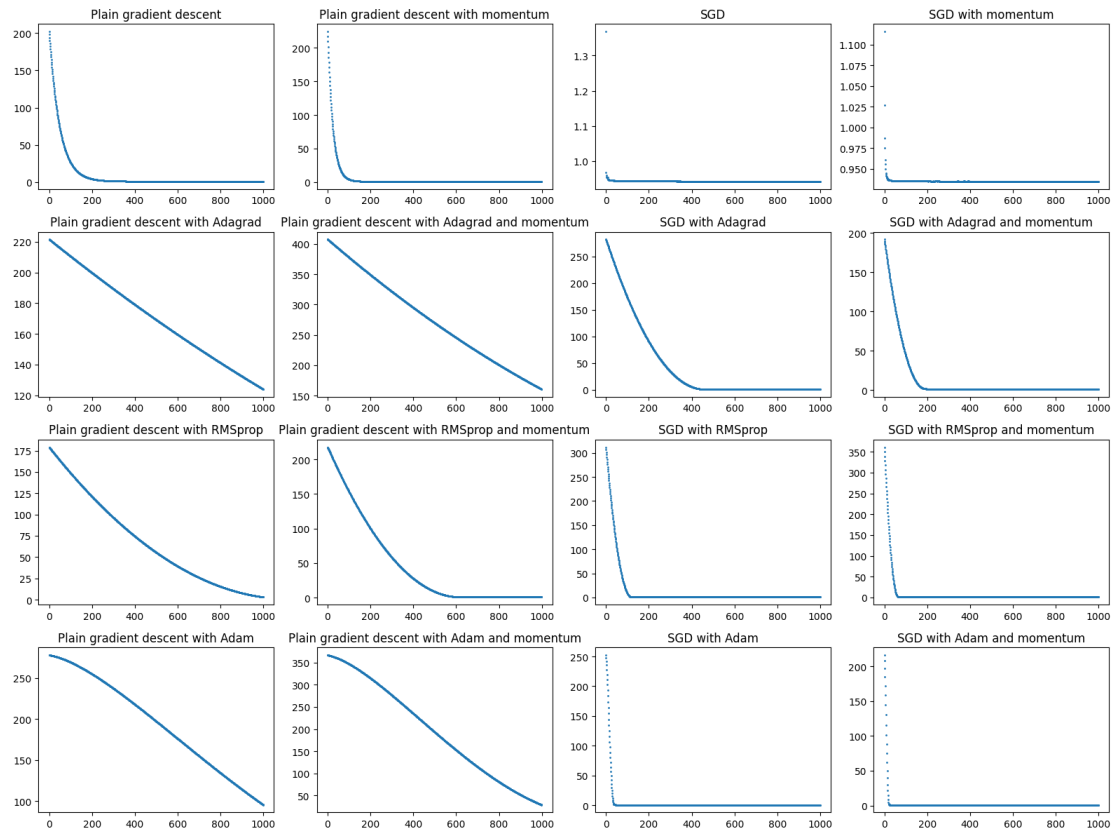 Plain gradient descent
200
150
100
50
0
0 200 400 600 800 1000
Plain gradient descent with momentum
200
150
100
50
0
0 200 400 600 800 1000
SGD
1.3
1.2
1.1
1.0
0 200 400 600 800 1000
SGD with momentum
1.100
1.075
1.050
1.025
1.000
0.975
0.950
0 200 400 600 800 1000
Plain gradient descent with Adagrad
220
200
180
160
140
120
0 200 400 600 800 1000
Plain gradient descent with Adagrad and momentum
400
350
300
250
200
150
0 200 400 600 800 1000
SGD with Adagrad
250
200
150
100
50
0
0 200 400 600 800 1000
SGD with Adagrad and momentum
200
150
100
50
0
0 200 400 600 800 1000
Plain gradient descent with RMSprop
175
150
125
100
75
50
25
0
0 200 400 600 800 1000
Plain gradient descent with RMSprop and momentum
200
150
100
50
0
0 200 400 600 800 1000
SGD with RMSprop
300
250
200
150
100
50
0
0 200 400 600 800 1000
SGD with RMSprop and momentum
350
300
250
200
150
100
50
0
0 200 400 600 800 1000
Plain gradient descent with Adam
250
200
150
100
0 200 400 600 800 1000
Plain gradient descent with Adam and momentum
350
300
250
200
150
100
50
0 200 400 600 800 1000
SGD with Adam
250
200
150
100
50
0
0 200 400 600 800 1000
SGD with Adam and momentum
200
150
100
50
0
0 200 400 600 800 1000